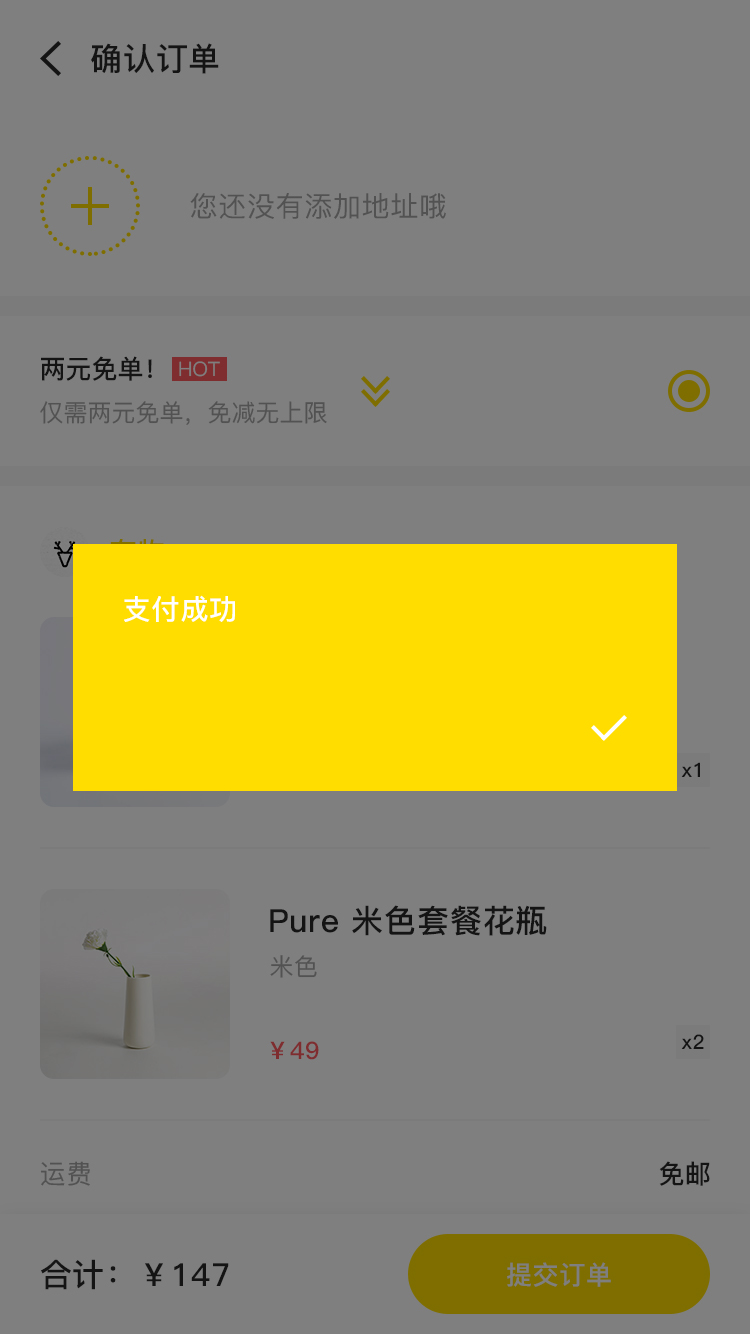 确认订单
您还没有添加地址哦
两元免单！ HOT
仅需两元免单，免减无上限
支付成功
x1
Pure 米色套餐花瓶
米色
¥ 49
x2
运费 免邮
合计： ¥ 147 提交订单